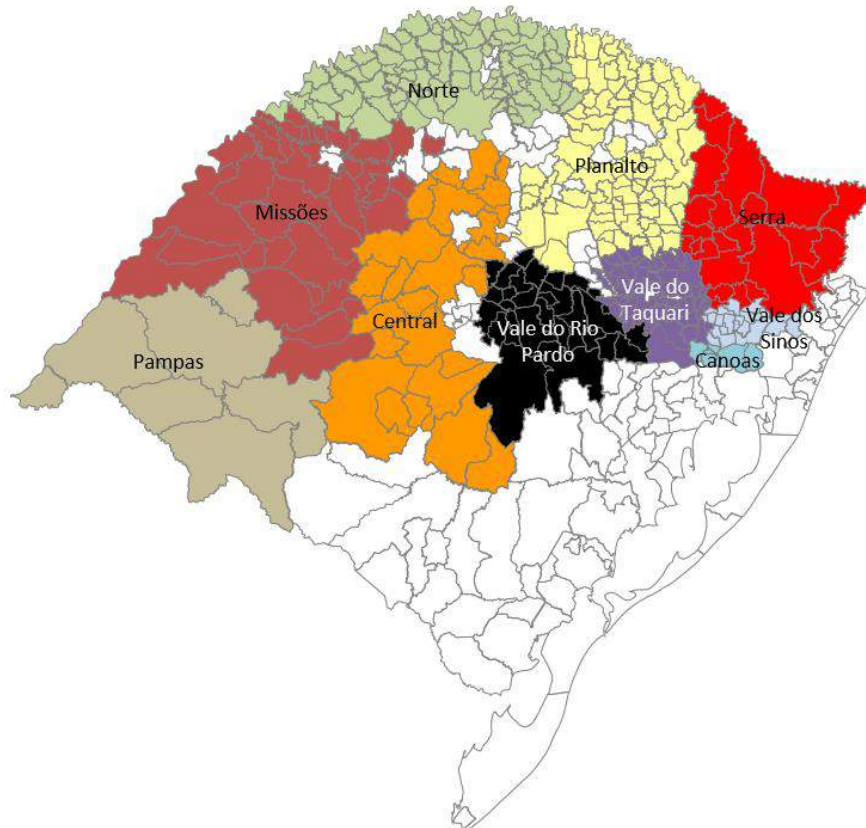 Norte
Planalto
Missões
Serra
Vale do
Taquari
Central
Vale do Rio
Pardo
Vale dos
Sinos
Pampas
Canoas